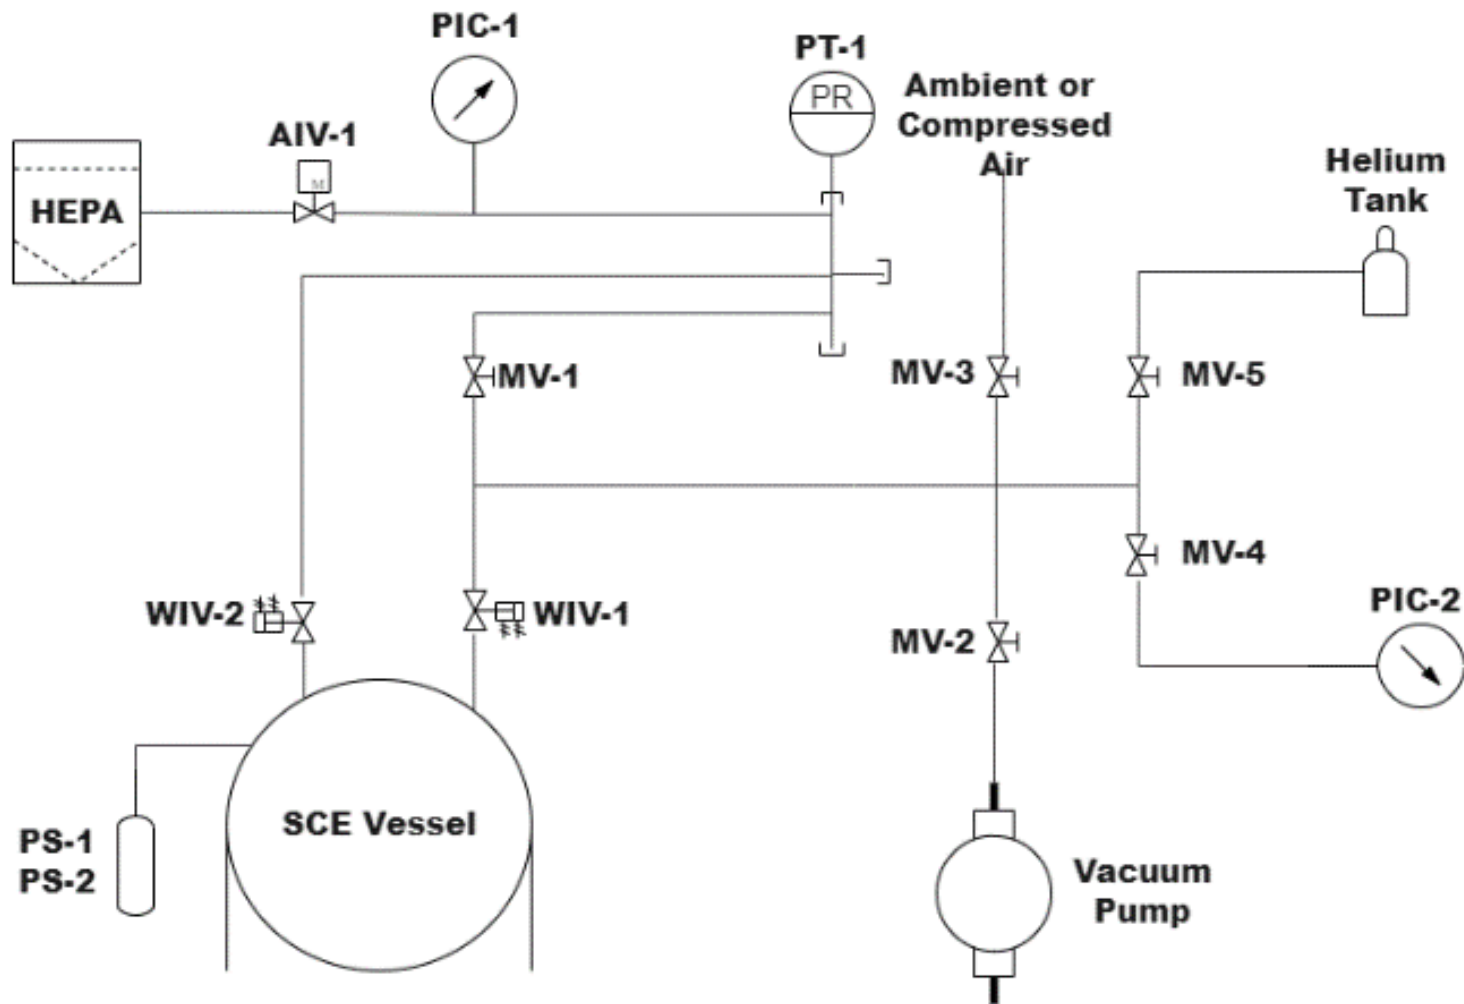 PIC-1
PT-1
PR
Ambient or
Compressed
Air
AIV-1
M
HEPA
Helium
Tank
MV-1
MV-3
MV-5
MV-4
WIV-2
WIV-1
MV-2
PIC-2
SCE Vessel
PS-1
PS-2
Vacuum
Pump